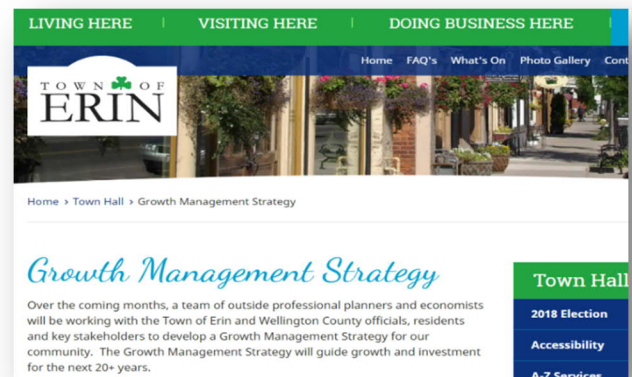 LIVING HERE | VISITING HERE | DOING BUSINESS HERE |
Home FAQ's What's On Photo Gallery Cont
TOWN OF
ERIN
Home › Town Hall › Growth Management Strategy
Growth Management Strategy
Over the coming months, a team of outside professional planners and economists
will be working with the Town of Erin and Wellington County officials, residents
and key stakeholders to develop a Growth Management Strategy for our
community. The Growth Management Strategy will guide growth and investment
for the next 20+ years.
Town Hall
2018 Election
Accessibility
A-Z Services